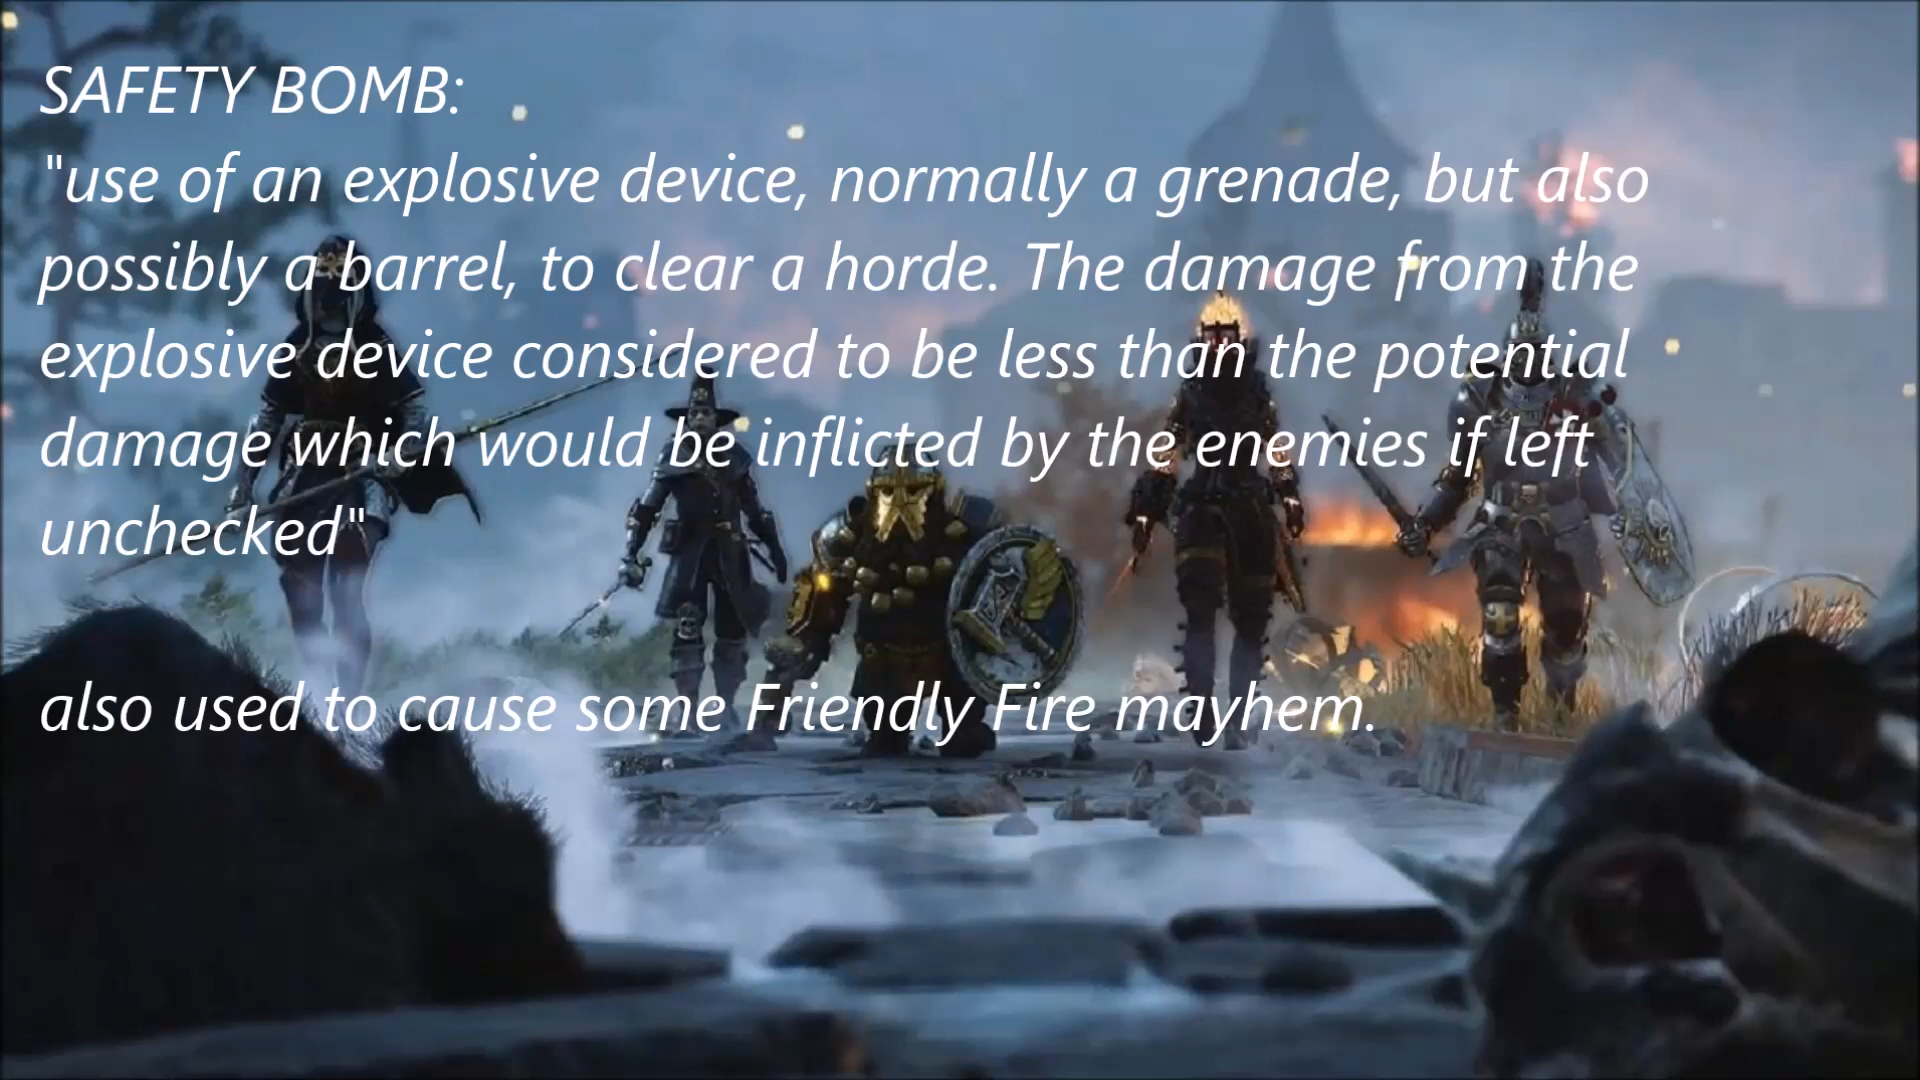 SAFETY BOMB:
"use of an explosive device, normally a grenade, but also
possibly a barrel, to clear a horde. The damage from the
explosive device considered to be less than the potential
damage which would be inflicted by the enemies if left
unchecked"
also used to cause some Friendly Fire mayhem.